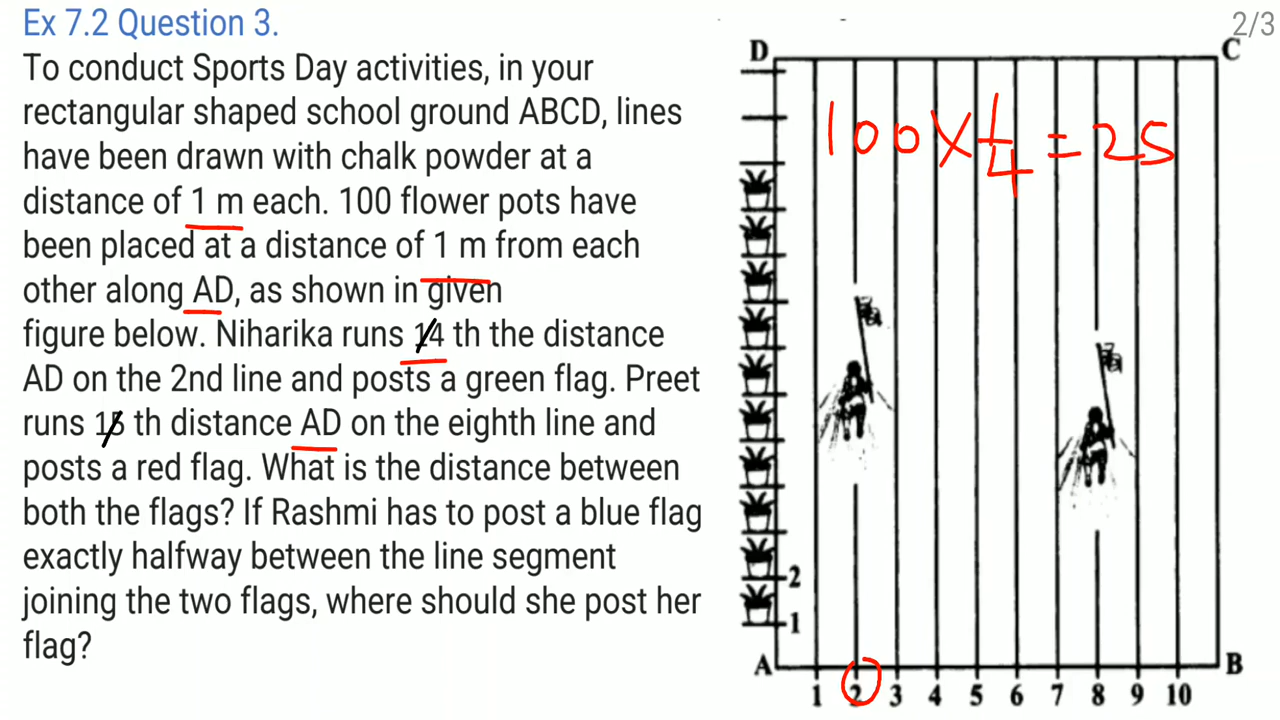 Ex 7.2 Question 3.
To conduct Sports Day activities, in your
rectangular shaped school ground ABCD, lines
have been drawn with chalk powder at a
distance of 1 m each. 100 flower pots have
been placed at a distance of 1 m from each
other along AD, as shown in given
figure below. Niharika runs 14 th the distance
AD on the 2nd line and posts a green flag. Preet
runs 15 th distance AD on the eighth line and
posts a red flag. What is the distance between
both the flags? If Rashmi has to post a blue flag
exactly halfway between the line segment
joining the two flags, where should she post her
flag?
2/3
D C
100 × 1/4 = 25
2
1
A B
1 2 3 4 5 6 7 8 9 10